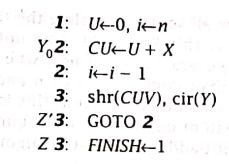 1: U←0, i←n
Y₀2: CU←U + X
2: i←i − 1
3: shr(CUV), cir(Y)
Z'3: GOTO 2
Z 3: FINISH←1